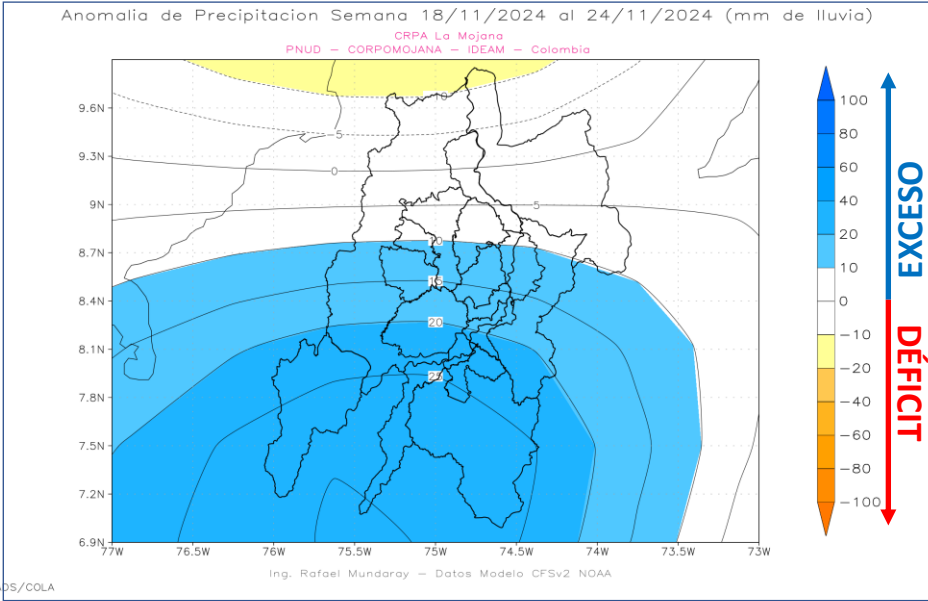 Anomalia de Precipitacion Semana 18/11/2024 al 24/11/2024 (mm de lluvia)
CRPA La Mojana
PNUD – CORPOMOJANA – IDEAM – Colombia
9.6N
9.3N
9N
8.7N
8.4N
8.1N
7.8N
7.5N
7.2N
6.9N
77W
76.5W
76W
75.5W
75W
74.5W
74W
73.5W
73W
-10
-5
0
5
10
15
20
25
100
80
60
40
20
10
0
−10
−20
−40
−60
−80
−100
EXCESO
DÉFICIT
Ing. Rafael Mundaray – Datos Modelo CFSv2 NOAA
/COLA